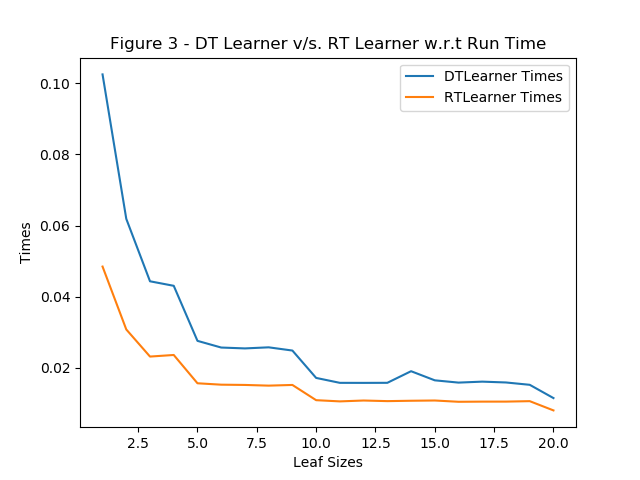 Figure 3 - DT Learner v/s. RT Learner w.r.t Run Time
DTLearner Times
RTLearner Times
0.10
0.08
0.06
0.04
0.02
Times
2.5 5.0 7.5 10.0 12.5 15.0 17.5 20.0
Leaf Sizes